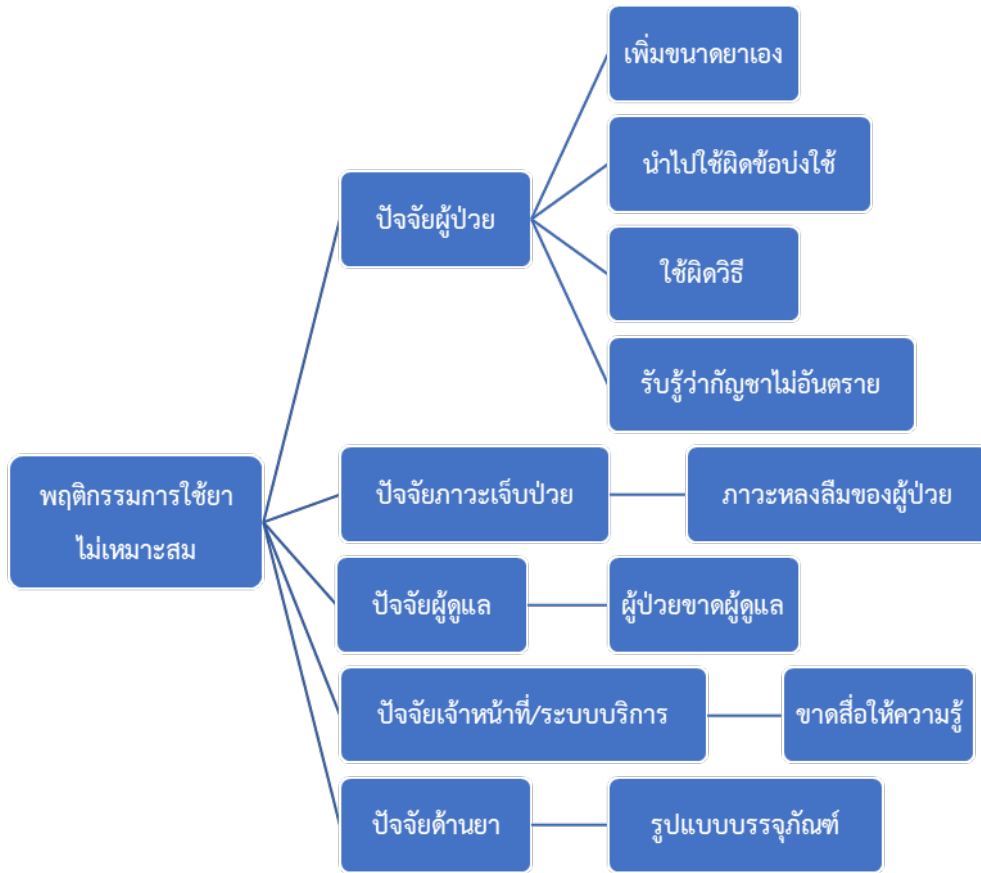 พฤติกรรมการใช้ยา
ไม่เหมาะสม
ปัจจัยผู้ป่วย
เพิ่มขนาดยาเอง
นำไปใช้ผิดข้อบ่งใช้
ใช้ผิดวิธี
รับรู้ว่ากัญชาไม่อันตราย
ปัจจัยภาวะเจ็บป่วย
ภาวะหลงลืมของผู้ป่วย
ปัจจัยผู้ดูแล
ผู้ป่วยขาดผู้ดูแล
ปัจจัยเจ้าหน้าที่/ระบบบริการ
ขาดสื่อให้ความรู้
ปัจจัยด้านยา
รูปแบบบรรจุภัณฑ์